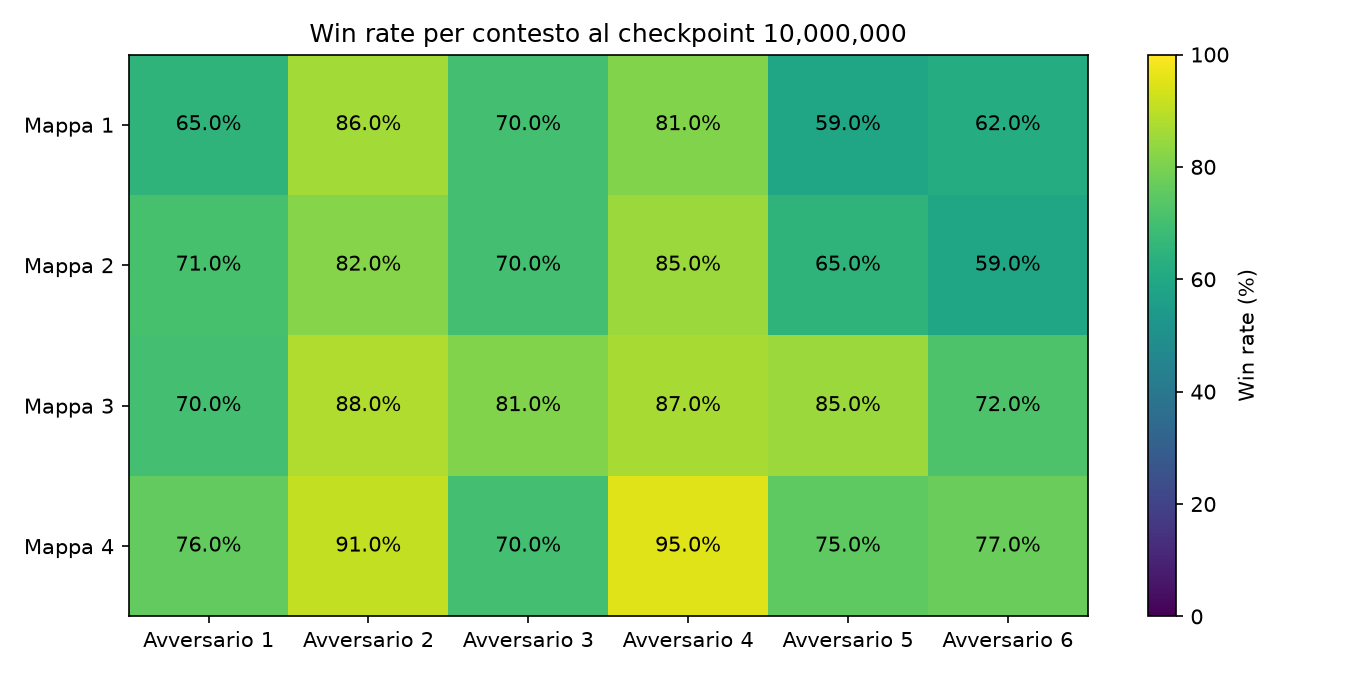 Win rate per contesto al checkpoint 10,000,000
Mappa 1 65.0% 86.0% 70.0% 81.0% 59.0% 62.0%
Mappa 2 71.0% 82.0% 70.0% 85.0% 65.0% 59.0%
Mappa 3 70.0% 88.0% 81.0% 87.0% 85.0% 72.0%
Mappa 4 76.0% 91.0% 70.0% 95.0% 75.0% 77.0%
Avversario 1 Avversario 2 Avversario 3 Avversario 4 Avversario 5 Avversario 6
100
80
60
40
20
0
Win rate (%)